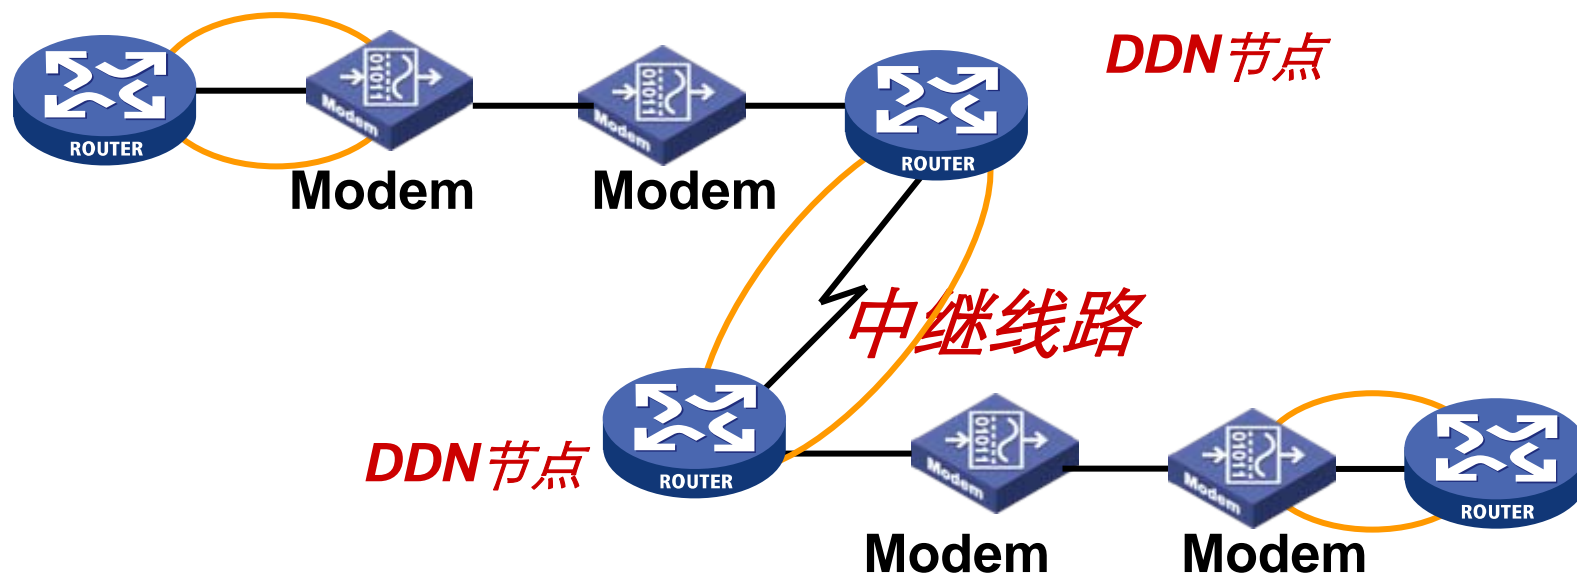 DDN节点
01011
Modem
01011
Modem
ROUTER
ROUTER
Modem
Modem
中继线路
DDN节点
ROUTER
01011
Modem
01011
Modem
ROUTER
Modem
Modem